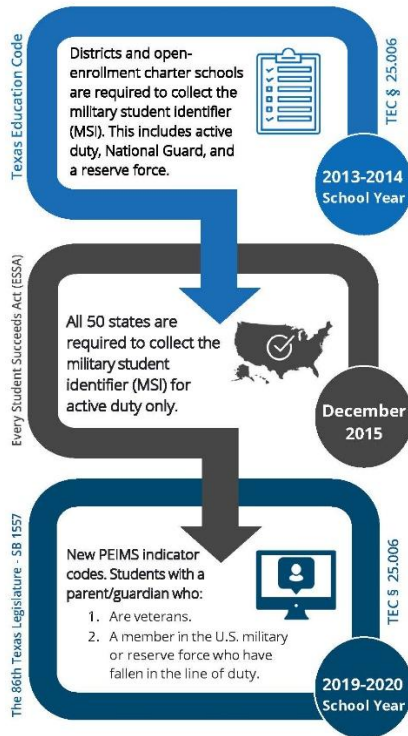 Texas Education Code
Districts and open-
enrollment charter schools
are required to collect the
military student identifier
(MSI). This includes active
duty, National Guard, and
a reserve force.
TEC § 25.006
2013-2014
School Year
Every Student Succeeds Act (ESSA)
All 50 states are
required to collect the
military student
identifier (MSI) for
active duty only.
December
2015
The 86th Texas Legislature - SB 1557
New PEIMS indicator
codes. Students with a
parent/guardian who:
1. Are veterans.
2. A member in the U.S. military
or reserve force who have
fallen in the line of duty.
TEC § 25.006
2019-2020
School Year